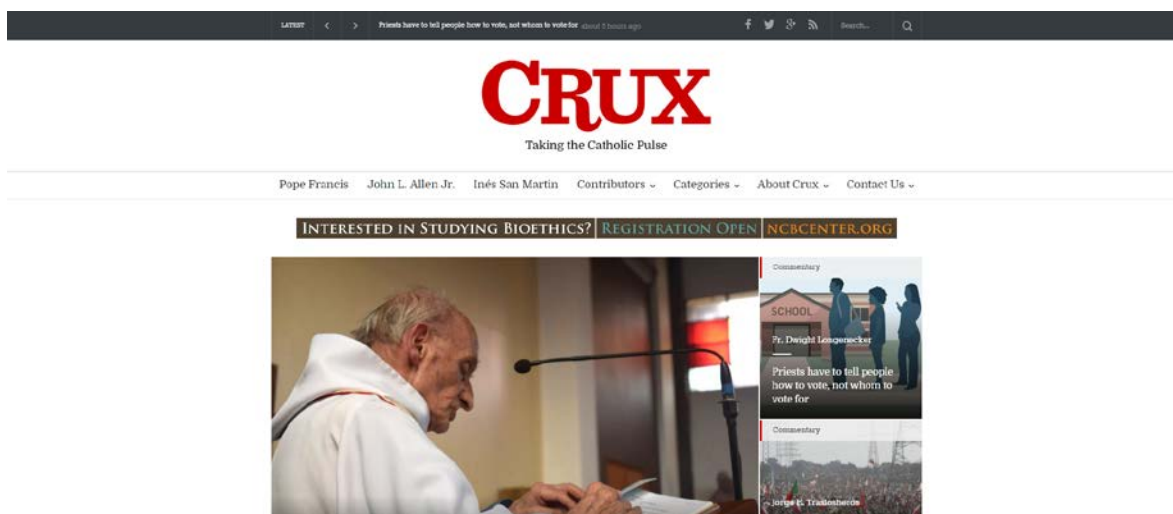 LATEST Priests have to tell people how to vote, not whom to vote for about 5 hours ago Search...
CRUX
Taking the Catholic Pulse
Pope Francis John L. Allen Jr. Inés San Martin Contributors Categories About Crux Contact Us
INTERESTED IN STUDYING BIOETHICS? REGISTRATION OPEN NCBCENTER.ORG
Commentary
SCHOOL
Fr. Dwight Longenecker
Priests have to tell people
how to vote, not whom to
vote for
Commentary
Jorge E. Traslosheros